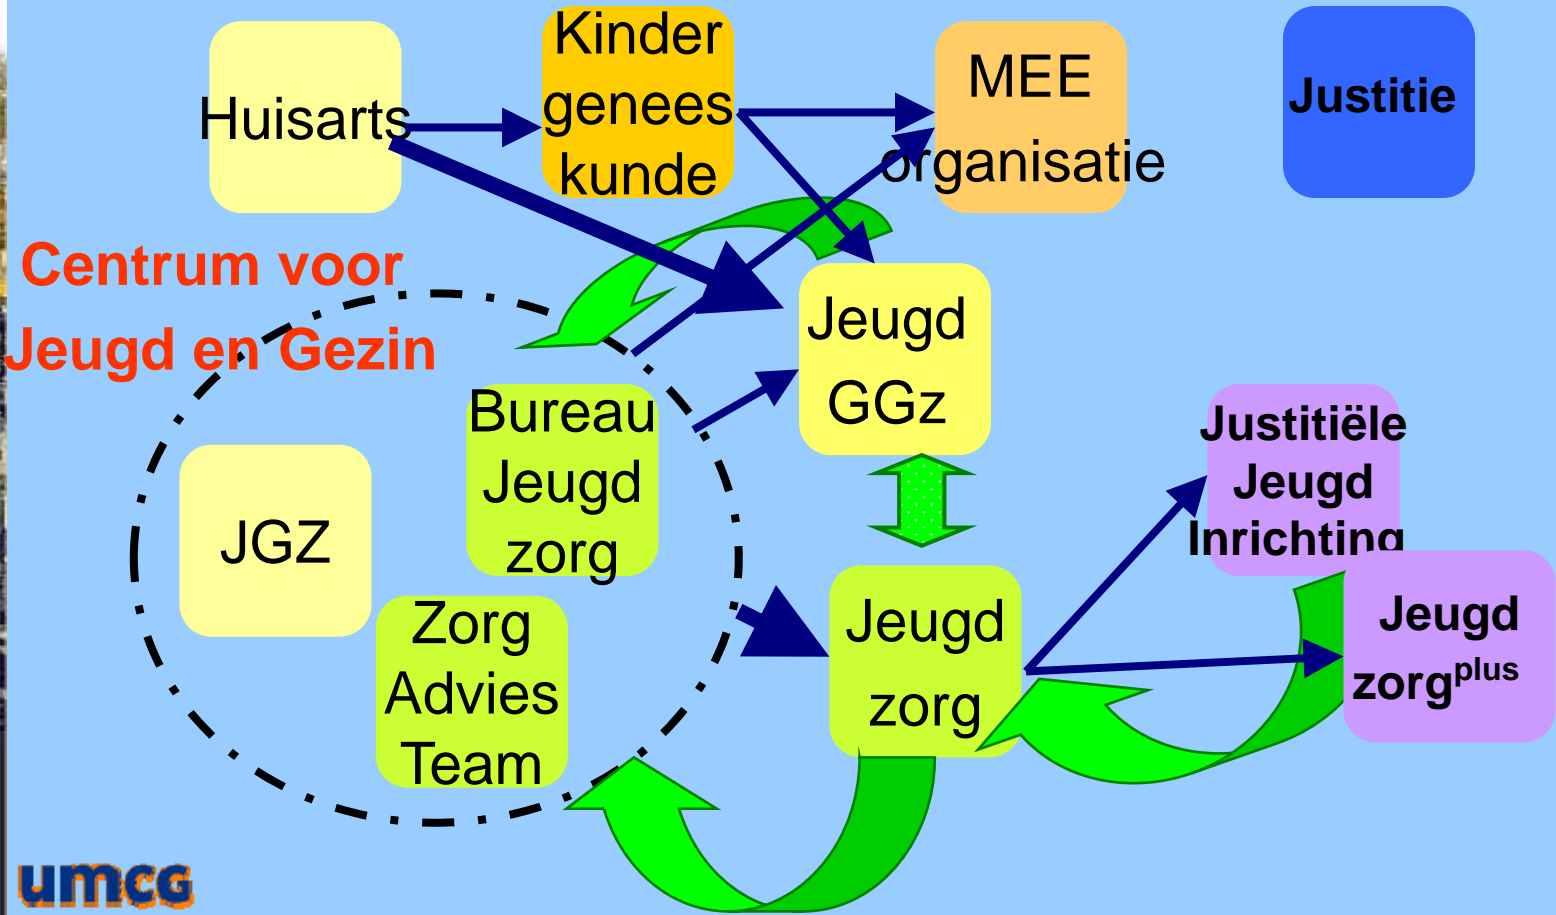 Huisarts
Kinder
genees
kunde
MEE
organisatie
Justitie
Centrum voor
Jeugd en Gezin
Jeugd
GGz
Bureau
Jeugd
zorg
JGZ
Zorg
Advies
Team
Jeugd
zorg
Justitiële
Jeugd
Inrichting
Jeugd
zorgplus
umcg